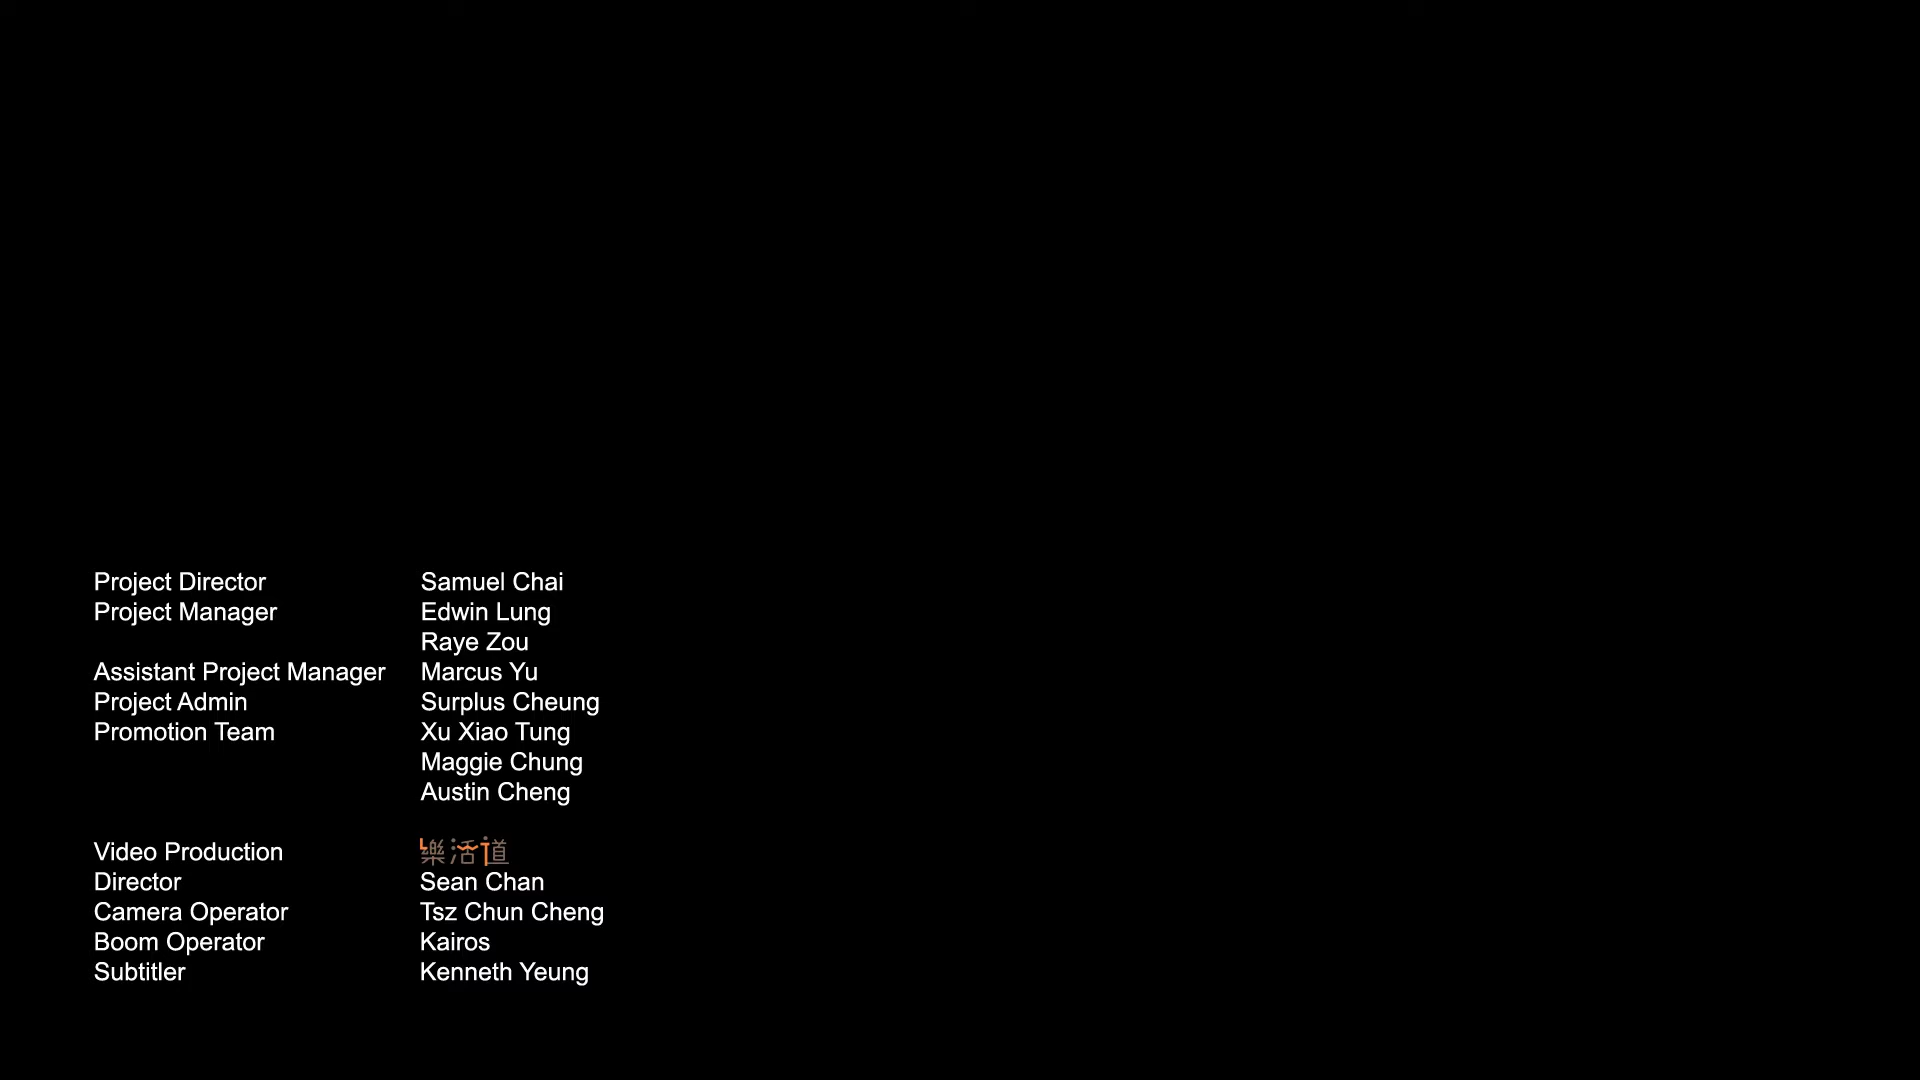 Project Director Samuel Chai
Project Manager Edwin Lung
Raye Zou
Assistant Project Manager Marcus Yu
Project Admin Surplus Cheung
Promotion Team Xu Xiao Tung
Maggie Chung
Austin Cheng
Video Production 樂活道
Director Sean Chan
Camera Operator Tsz Chun Cheng
Boom Operator Kairos
Subtitler Kenneth Yeung